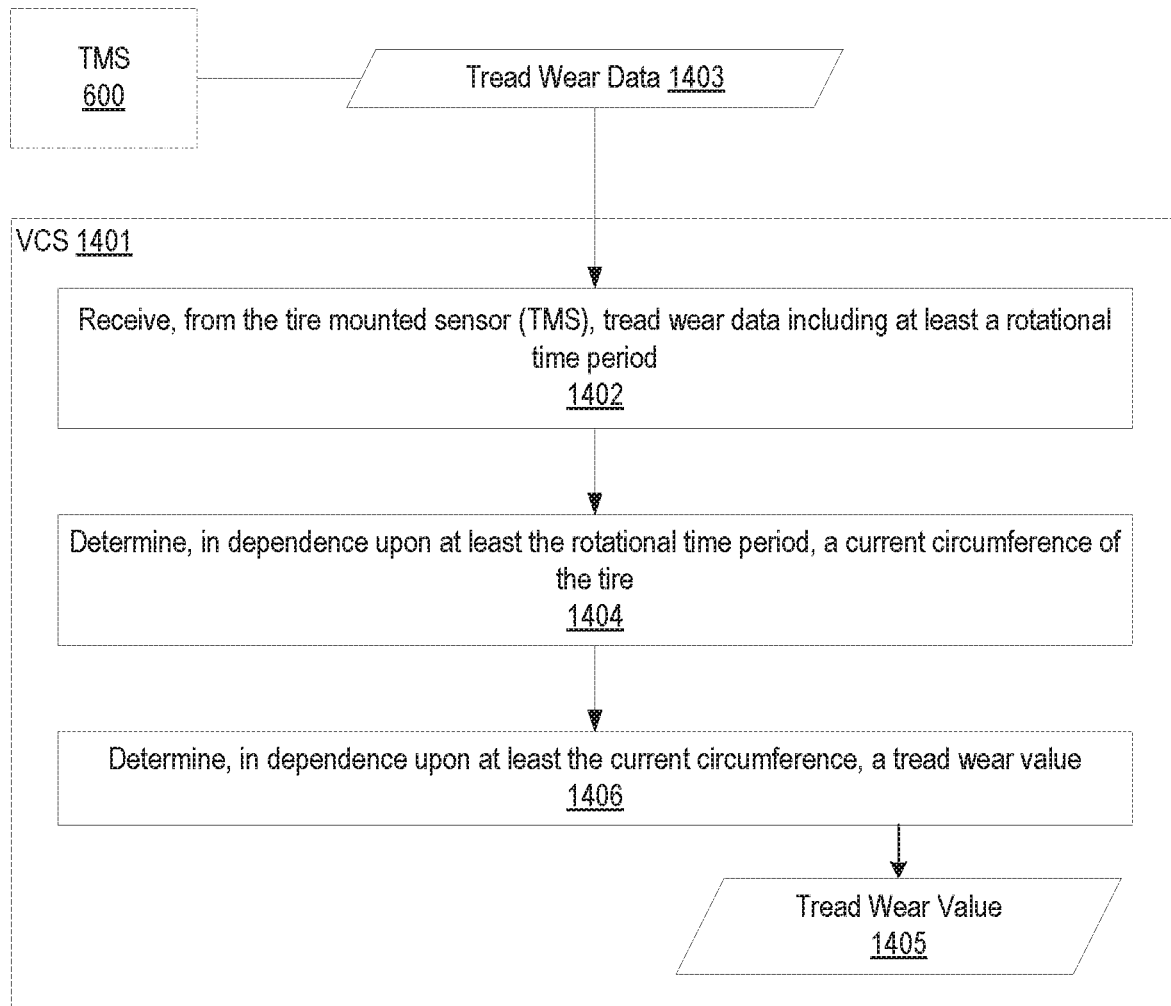 TMS
600
Tread Wear Data 1403
VCS 1401
Receive, from the tire mounted sensor (TMS), tread wear data including at least a rotational
time period
1402
Determine, in dependence upon at least the rotational time period, a current circumference of
the tire
1404
Determine, in dependence upon at least the current circumference, a tread wear value
1406
Tread Wear Value
1405